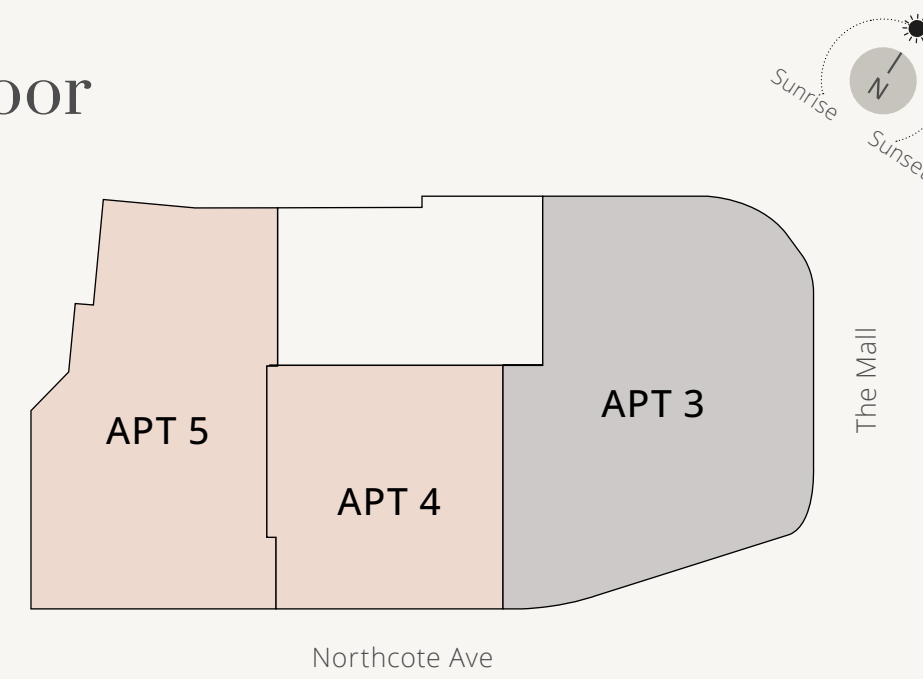 oor
Sunrise
N
Sunset
The Mall
APT 3
APT 5
APT 4
Northcote Ave